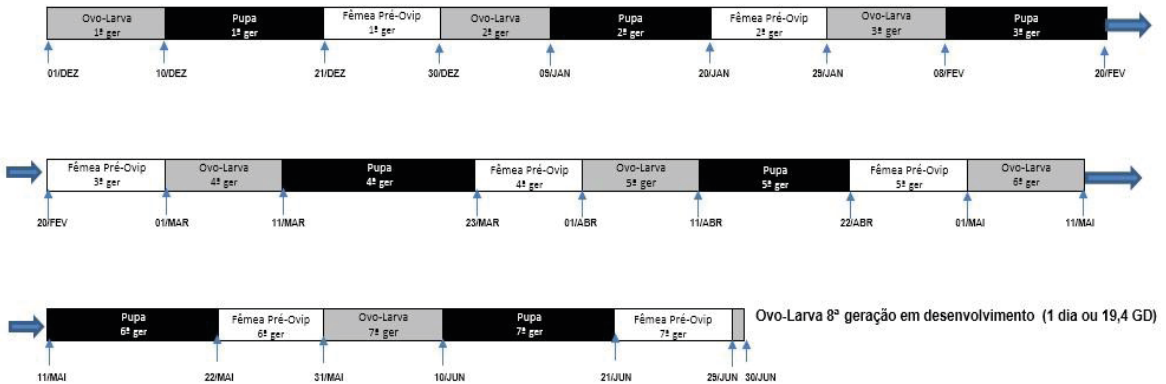 Ovo-Larva Pupa Fêmea Pré-Ovip Ovo-Larva Pupa Fêmea Pré-Ovip Ovo-Larva Pupa
1ª ger 1ª ger 1ª ger 2ª ger 2ª ger 2ª ger 3ª ger 3ª ger
01/DEZ 10/DEZ 21/DEZ 30/DEZ 09/JAN 20/JAN 29/JAN 08/FEV 20/FEV
Fêmea Pré-Ovip Ovo-Larva Pupa Fêmea Pré-Ovip Ovo-Larva Pupa Fêmea Pré-Ovip Ovo-Larva
3ª ger 4ª ger 4ª ger 4ª ger 5ª ger 5ª ger 5ª ger 6ª ger
20/FEV 01/MAR 11/MAR 23/MAR 01/ABR 11/ABR 22/ABR 01/MAI 11/MAI
Pupa Fêmea Pré-Ovip Ovo-Larva Pupa Fêmea Pré-Ovip Ovo-Larva 8ª geração em desenvolvimento (1 dia ou 19,4 GD)
6ª ger 6ª ger 7ª ger 7ª ger 7ª ger
11/MAI 22/MAI 31/MAI 10/JUN 21/JUN 29/JUN 30/JUN